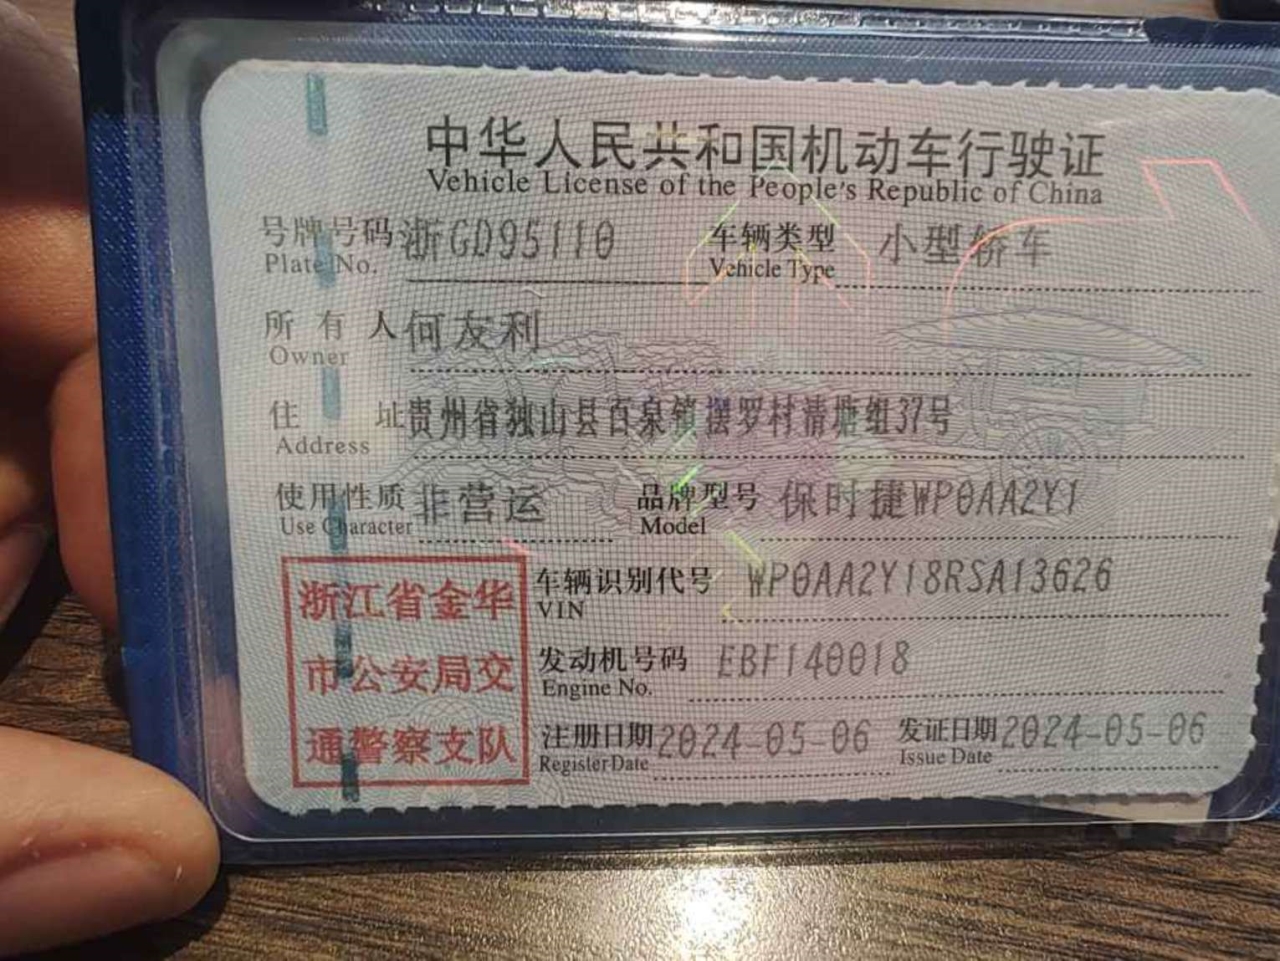 中华人民共和国机动车行驶证
Vehicle License of the People's Republic of China
号牌号码 浙GD95110 车辆类型 小型轿车
Plate No. Vehicle Type
所有人 何友利
Owner
住址 贵州省独山县百泉镇摆罗村清塘组37号
Address
使用性质 非营运 品牌型号 保时捷WP0AA2Y1
Use Character Model
浙江省金华
市公安局交
通警察支队
车辆识别代号 WP0AA2Y18RSA13626
VIN
发动机号码 EBF140018
Engine No.
注册日期 2024-05-06 发证日期 2024-05-06
Register Date Issue Date